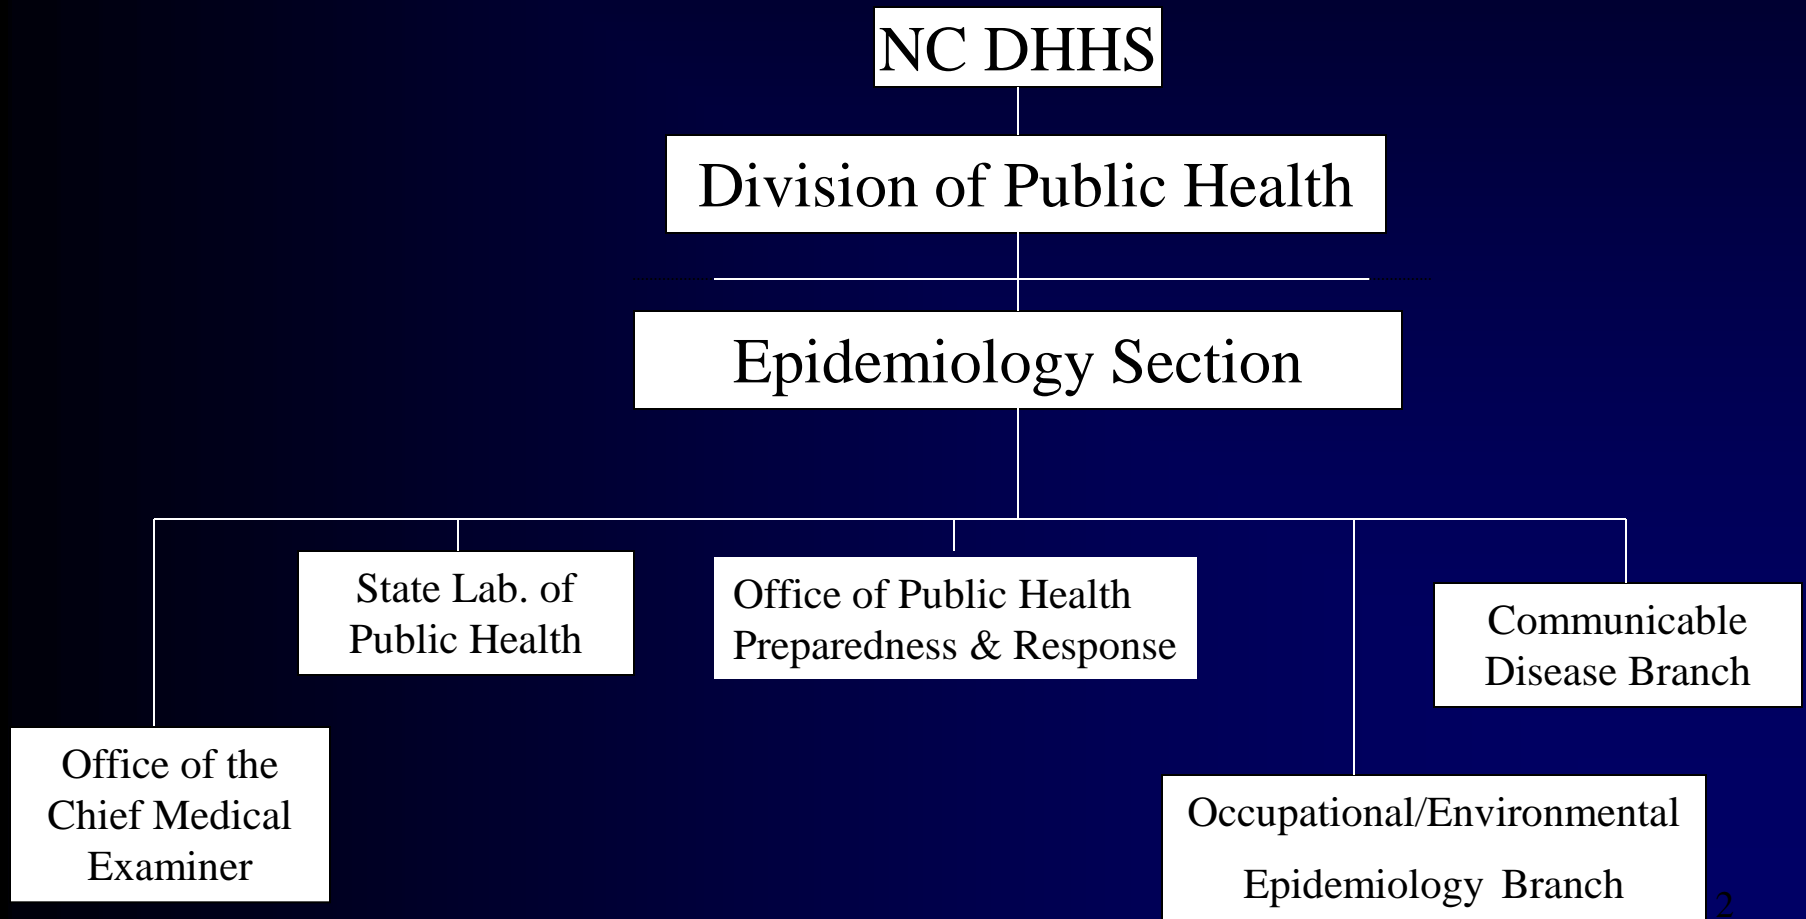 NC DHHS
Division of Public Health
Epidemiology Section
State Lab. of
Public Health
Office of Public Health
Preparedness & Response
Communicable
Disease Branch
Office of the
Chief Medical
Examiner
Occupational/Environmental
Epidemiology Branch
2